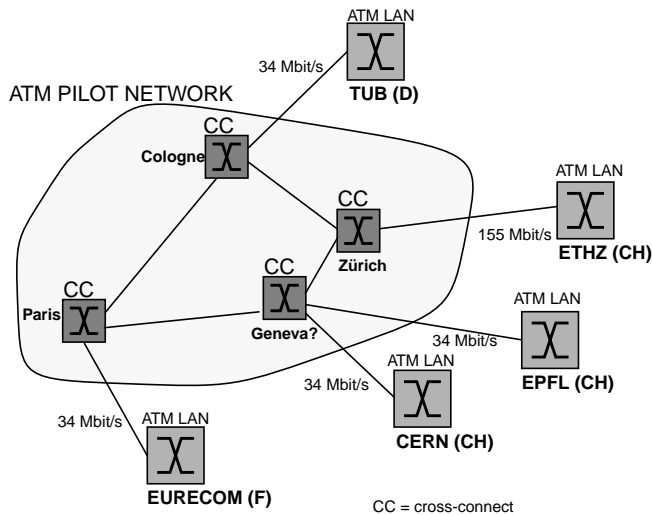 ATM LAN
34 Mbit/s
TUB (D)
ATM PILOT NETWORK
CC
Cologne
ATM LAN
CC
155 Mbit/s
ETHZ (CH)
Zürich
CC
CC
Paris
Geneva?
ATM LAN
34 Mbit/s
EPFL (CH)
ATM LAN
34 Mbit/s
CERN (CH)
ATM LAN
34 Mbit/s
EURECOM (F)
CC = cross-connect